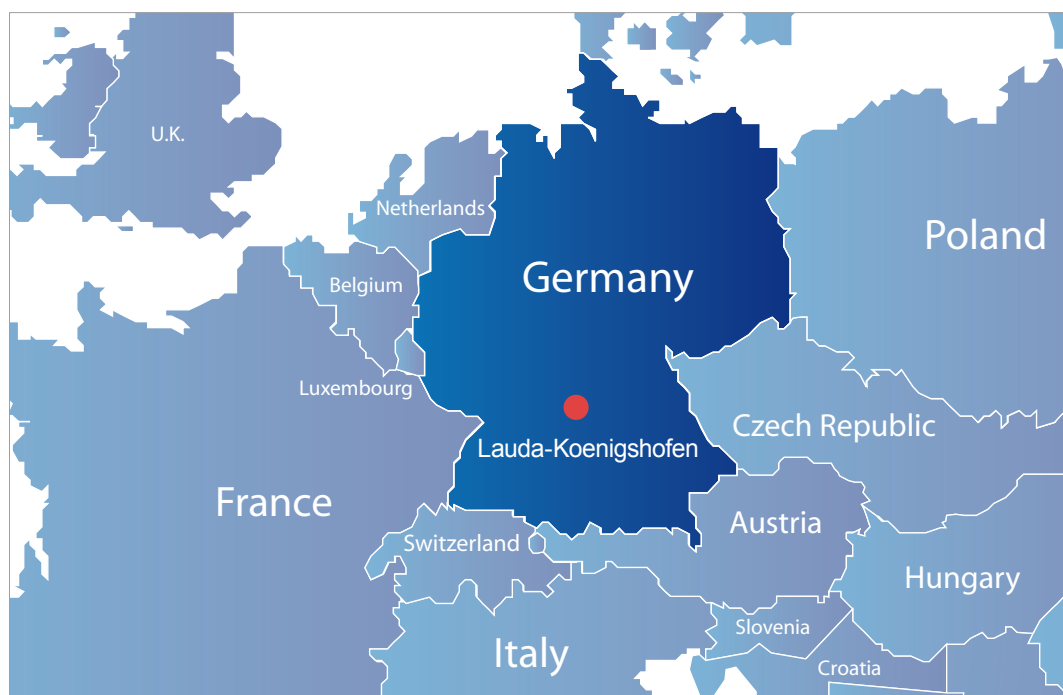 U.K.
Netherlands
Poland
Germany
Belgium
Luxembourg
Czech Republic
Lauda-Koenigshofen
France
Austria
Switzerland
Hungary
Slovenia
Italy
Croatia